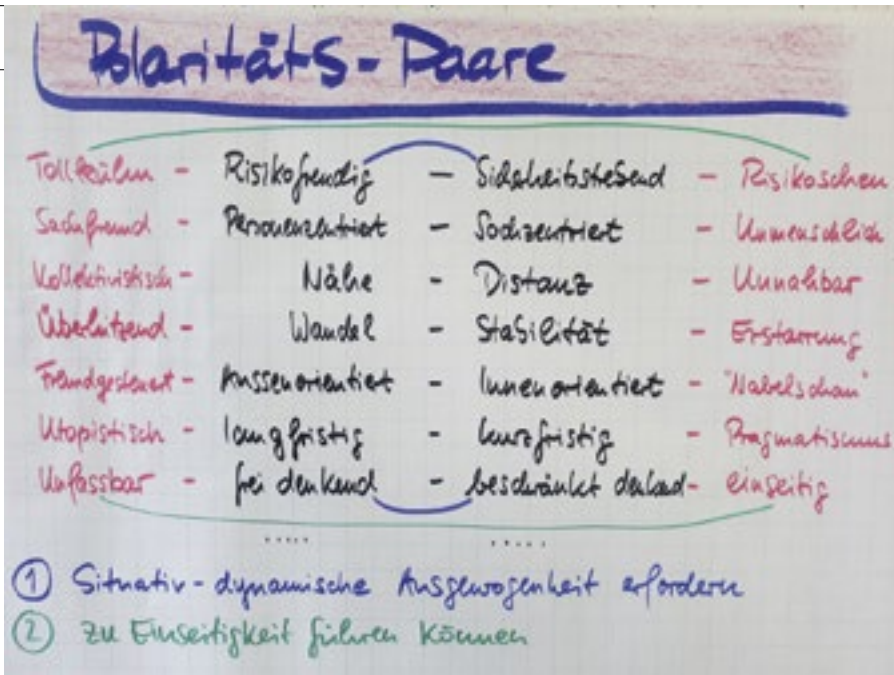 Polaritäts-Paare
Tollkühn - Risikofreudig - Sicherheitsstrebend - Risikoscheu
Sachfremd - Personenzentriert - Sachzentriert - Unmenschlich
Kollektivistisch - Nähe - Distanz - Unnahbar
Überhitzend - Wandel - Stabilität - Erstarrung
Fremdgesteuert - Aussenorientiert - Innenorientiert - "Nabelschau"
Utopistisch - langfristig - kurzfristig - Pragmatismus
Unfassbar - frei denkend - beschränkt denkend - einseitig
..... .....
① Situativ-dynamische Ausgewogenheit erfordern
② zu Einseitigkeit führen können